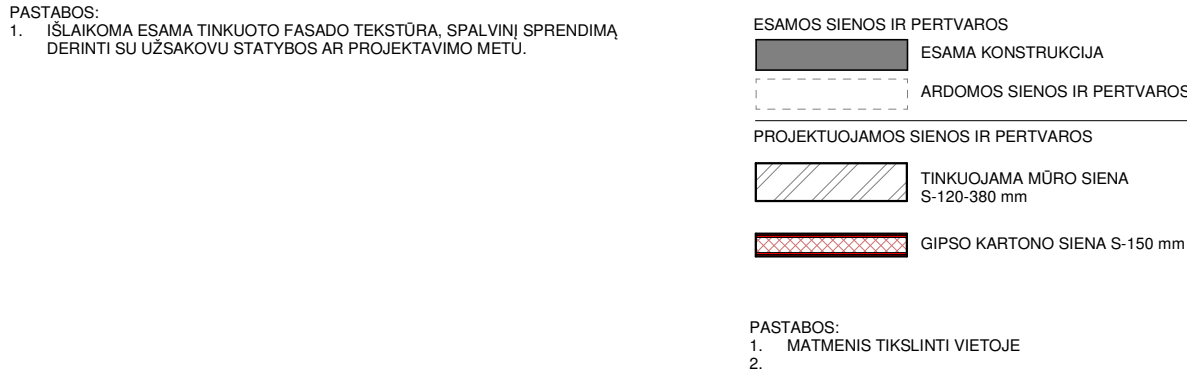 PASTABOS:
1. IŠLAIKOMA ESAMA TINKUOTO FASADO TEKSTŪRA, SPALVINĮ SPRENDIMĄ
DERINTI SU UŽSAKOVU STATYBOS AR PROJEKTAVIMO METU.
ESAMOS SIENOS IR PERTVAROS
ESAMA KONSTRUKCIJA
ARDOMOS SIENOS IR PERTVAROS
PROJEKTUOJAMOS SIENOS IR PERTVAROS
TINKUOJAMA MŪRO SIENA
S-120-380 mm
GIPSO KARTONO SIENA S-150 mm
PASTABOS:
1. MATMENIS TIKSLINTI VIETOJE
2.